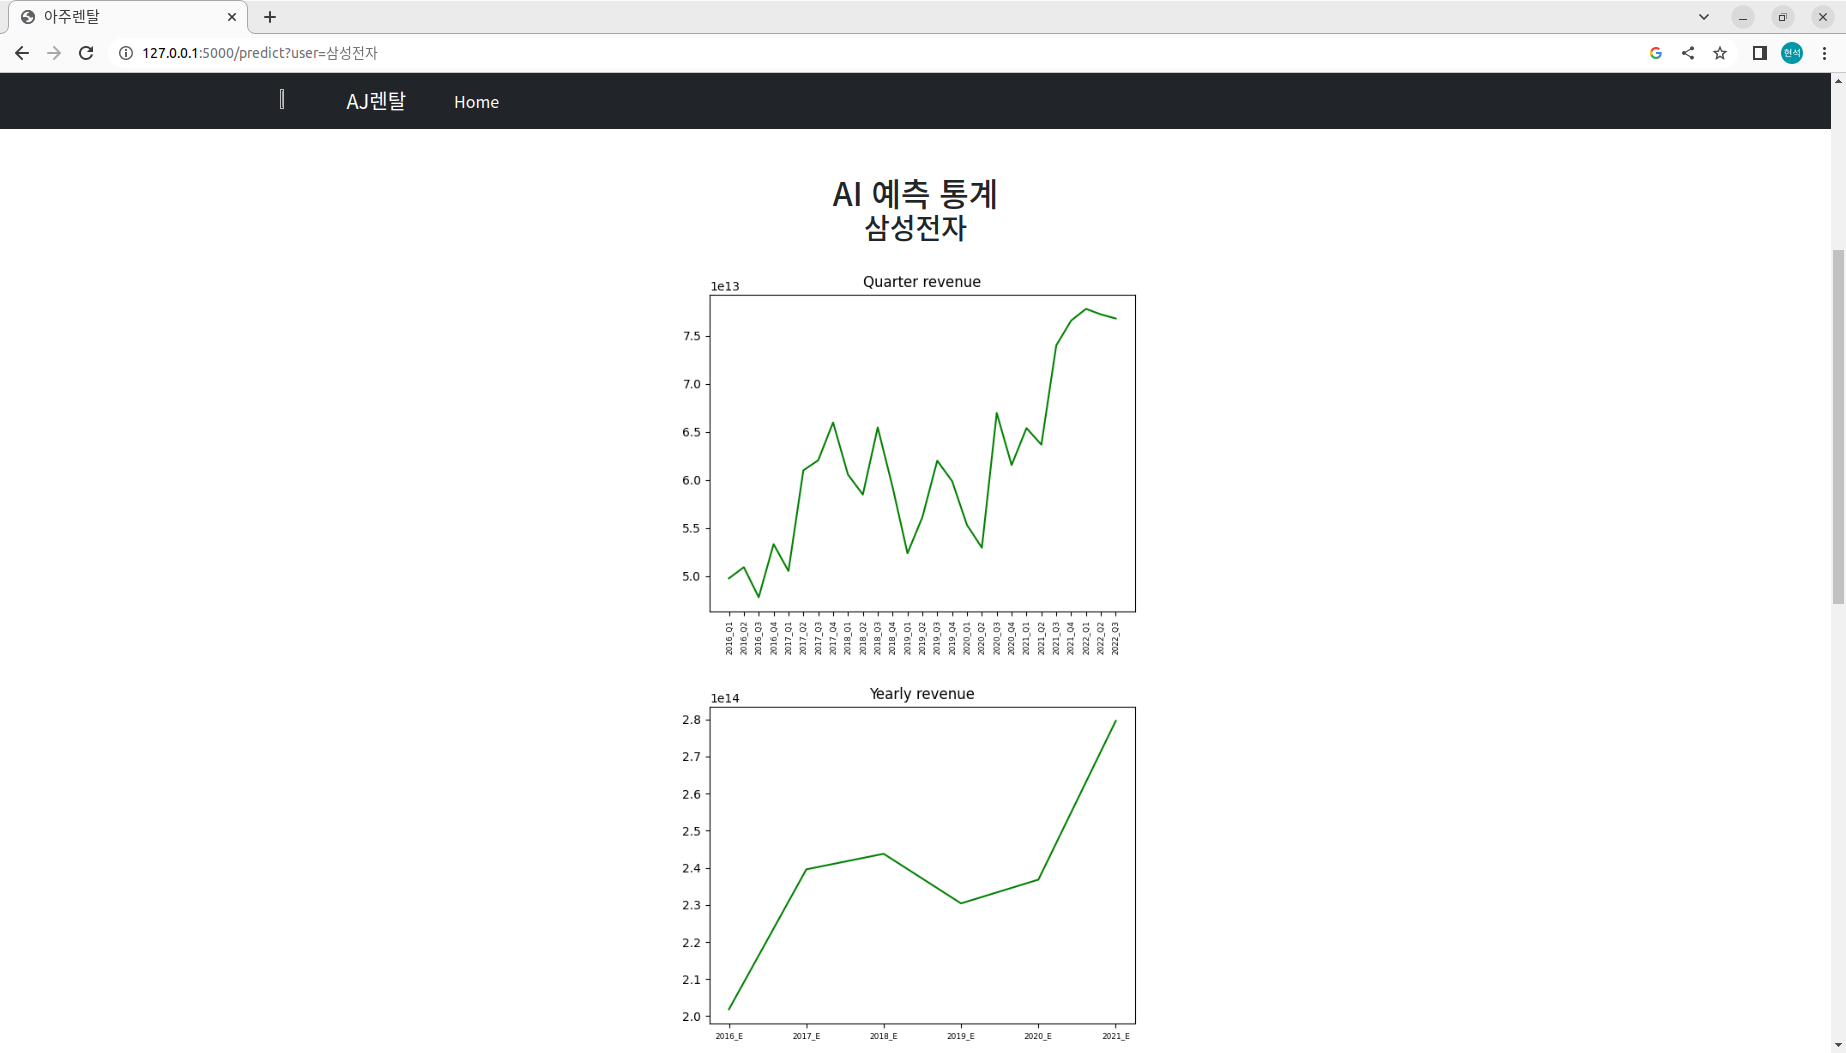 아주렌탈
127.0.0.1:5000/predict?user=삼성전자
현석
AJ렌탈 Home
AI 예측 통계
삼성전자
Quarter revenue
1e13
7.5
7.0
6.5
6.0
5.5
5.0
2016_Q1 2016_Q2 2016_Q3 2016_Q4 2017_Q1 2017_Q2 2017_Q3 2017_Q4 2018_Q1 2018_Q2 2018_Q3 2018_Q4 2019_Q1 2019_Q2 2019_Q3 2019_Q4 2020_Q1 2020_Q2 2020_Q3 2020_Q4 2021_Q1 2021_Q2 2021_Q3 2021_Q4 2022_Q1 2022_Q2 2022_Q3
Yearly revenue
1e14
2.8
2.7
2.6
2.5
2.4
2.3
2.2
2.1
2.0
2016_E 2017_E 2018_E 2019_E 2020_E 2021_E